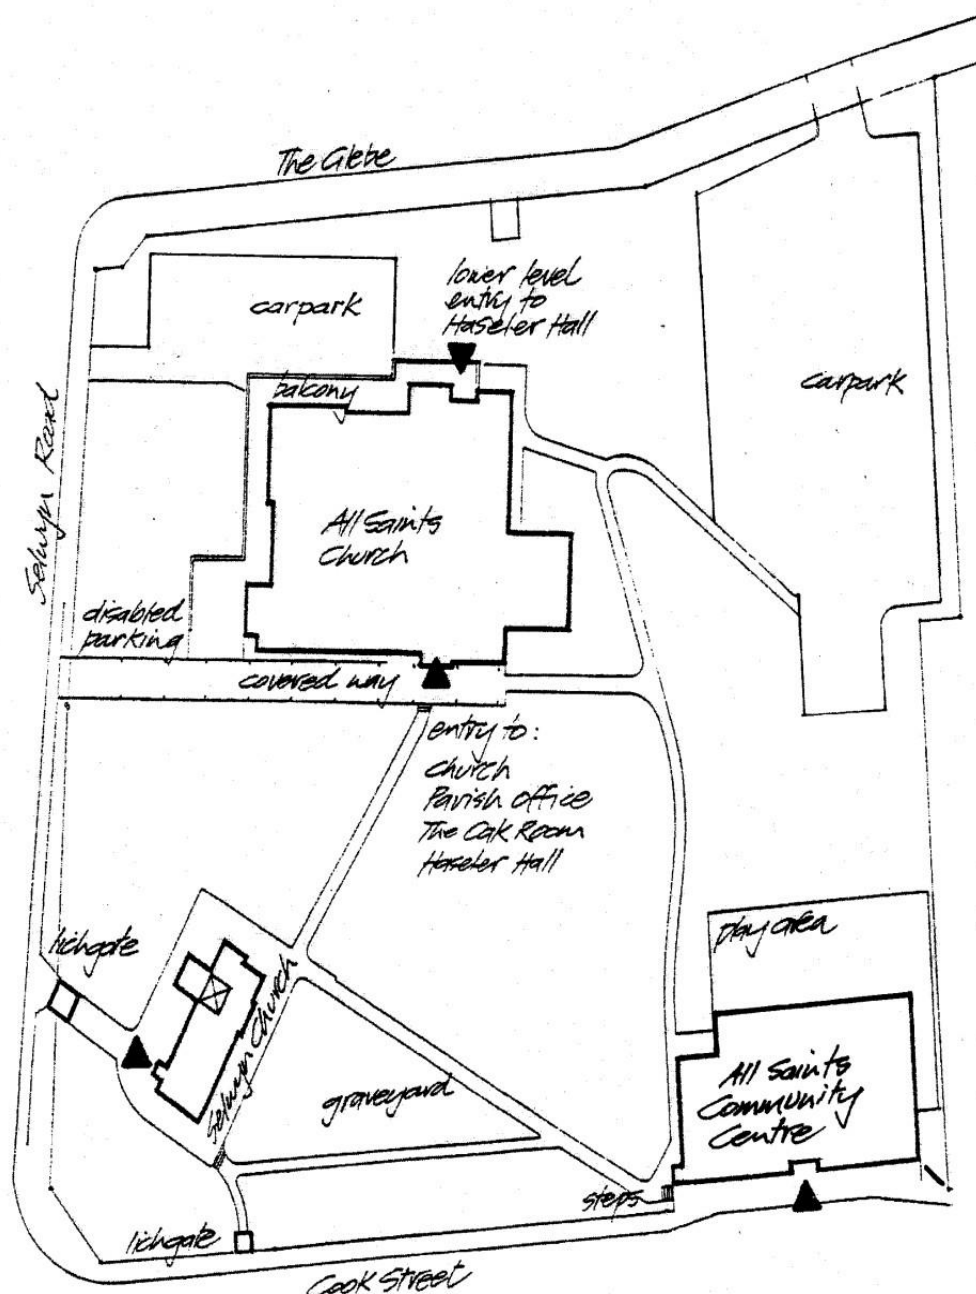 The Glebe
lower level
entry to
Haseler Hall
carpark
carpark
balcony
Selwyn Road
All Saints
Church
disabled
parking
covered way
entry to:
Church
Parish office
The Oak Room
Haseler Hall
lichgate
play area
Selwyn Church
graveyard
All Saints
Community
Centre
steps
lichgate
Cook Street